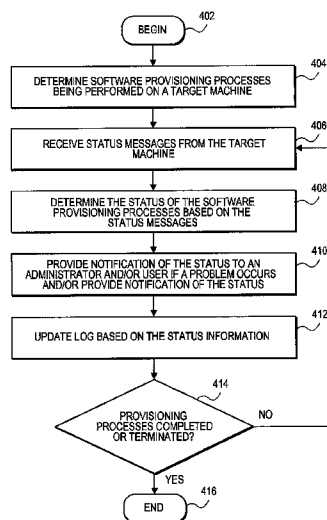 BEGIN
402
DETERMINE SOFTWARE PROVISIONING PROCESSES
BEING PERFORMED ON A TARGET MACHINE
404
RECEIVE STATUS MESSAGES FROM THE TARGET
MACHINE
406
DETERMINE THE STATUS OF THE SOFTWARE
PROVISIONING PROCESSES BASED ON THE
STATUS MESSAGES
408
PROVIDE NOTIFICATION OF THE STATUS TO AN
ADMINISTRATOR AND/OR USER IF A PROBLEM OCCURS
AND/OR PROVIDE NOTIFICATION OF THE STATUS
410
UPDATE LOG BASED ON THE STATUS INFORMATION
412
414
PROVISIONING
PROCESSES COMPLETED
OR TERMINATED?
NO
YES
END
416